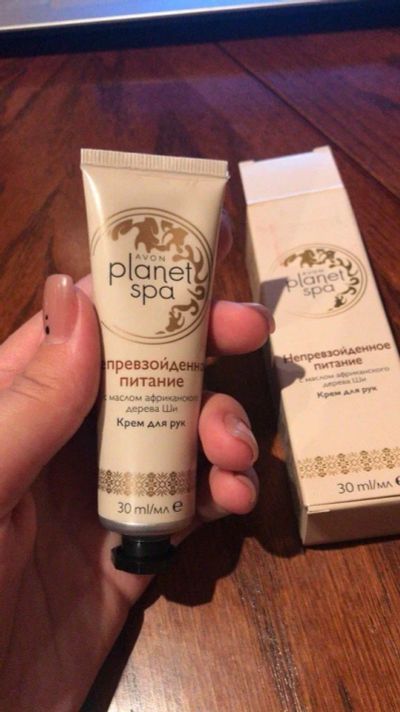 AVON
planet
spa
Непревзойденное
питание
с маслом африканского
дерева Ши
Крем для рук
30 ml/мл e
AVON
planet
spa
Непревзойденное
питание
с маслом африканского
дерева Ши
Крем для рук
30 ml/мл e